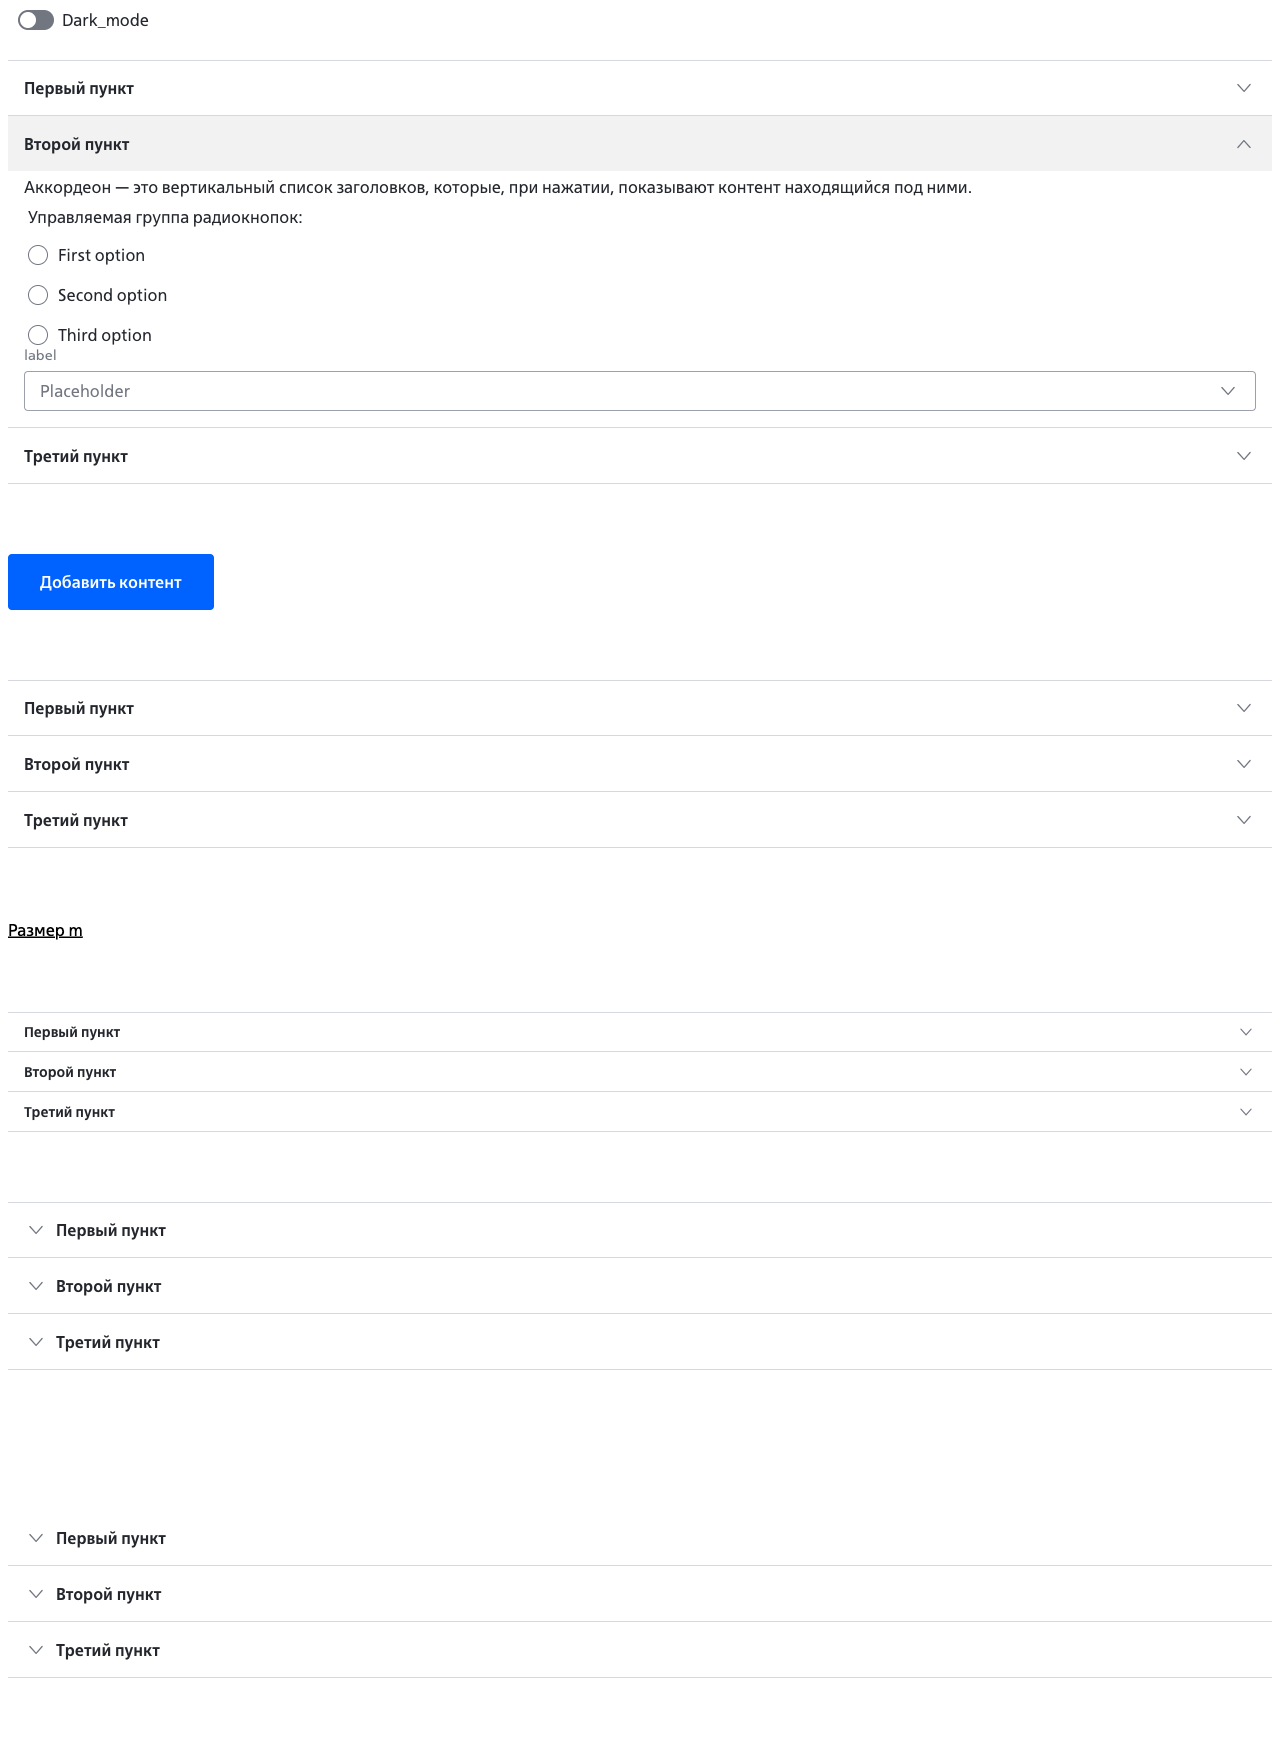 Dark_mode
Первый пункт
Второй пункт
Аккордеон — это вертикальный список заголовков, которые, при нажатии, показывают контент находящийся под ними.
Управляемая группа радиокнопок:
First option
Second option
Third option
label
Placeholder
Третий пункт
Добавить контент
Первый пункт
Второй пункт
Третий пункт
Размер m
Первый пункт
Второй пункт
Третий пункт
Первый пункт
Второй пункт
Третий пункт
Первый пункт
Второй пункт
Третий пункт